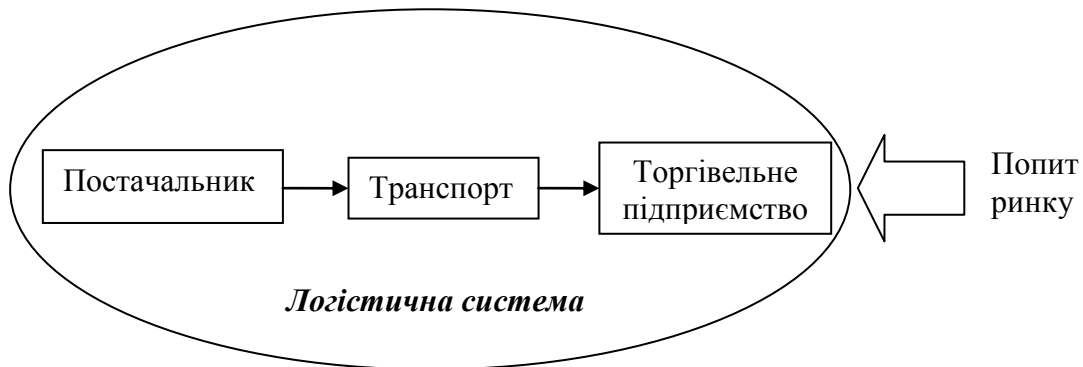 Постачальник
Транспорт
Торгівельне
підприємство
Попит
ринку
Логістична система